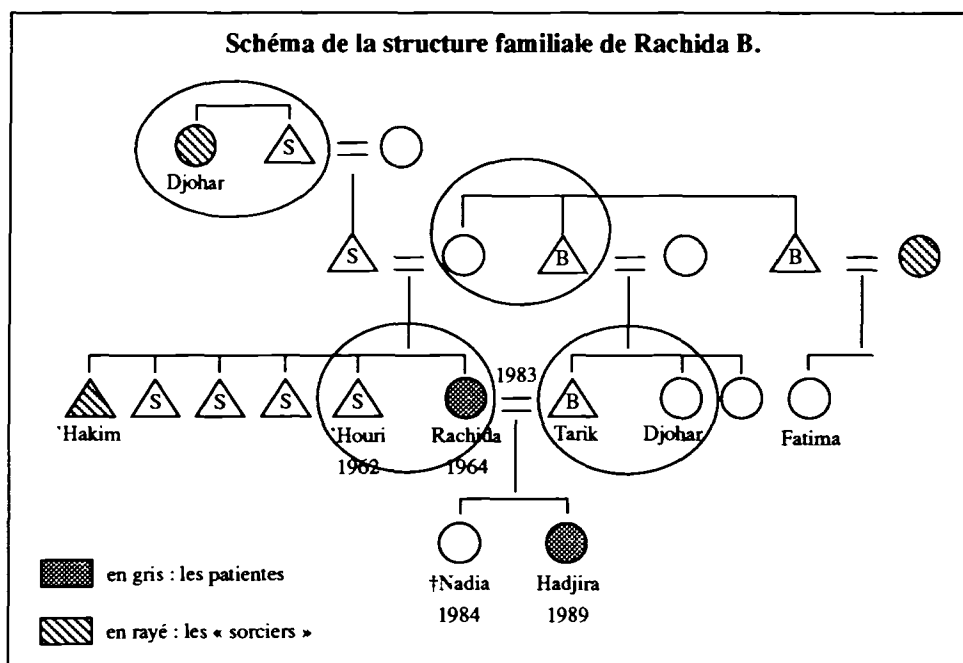 Schéma de la structure familiale de Rachida B.
S
Djohar
S
B
B
1983
S
S
S
S
B
'Hakim
'Houri
Rachida
Tarik
Djohar
Fatima
1962
1964
†Nadia
Hadjira
1984
1989
en gris : les patientes
en rayé : les « sorciers »